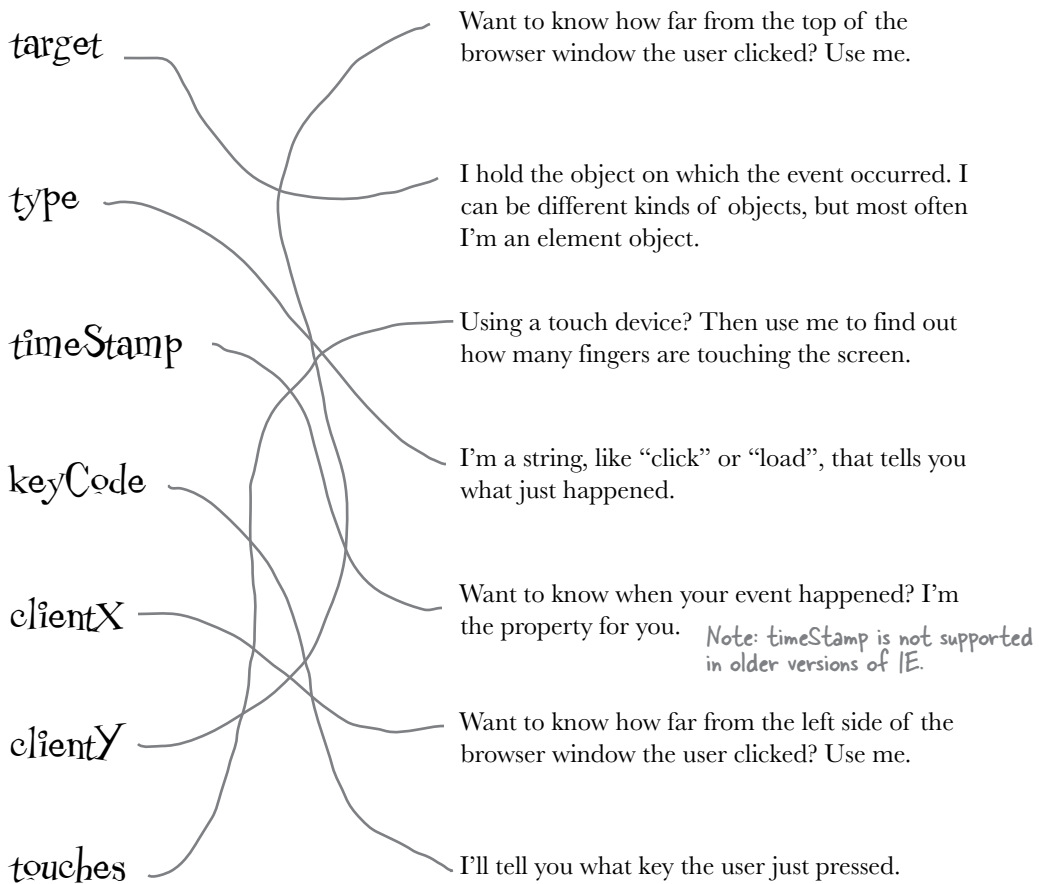 target
Want to know how far from the top of the
browser window the user clicked? Use me.
type
I hold the object on which the event occurred. I
can be different kinds of objects, but most often
I’m an element object.
timeStamp
Using a touch device? Then use me to find out
how many fingers are touching the screen.
keyCode
I’m a string, like “click” or “load”, that tells you
what just happened.
clientX
Want to know when your event happened? I’m
the property for you.
Note: timeStamp is not supported
in older versions of IE.
clientY
Want to know how far from the left side of the
browser window the user clicked? Use me.
touches
I’ll tell you what key the user just pressed.